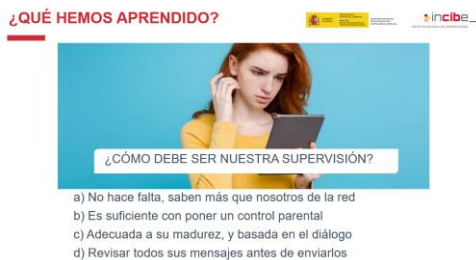 ¿QUÉ HEMOS APRENDIDO?
incibe_
¿CÓMO DEBE SER NUESTRA SUPERVISIÓN?
a) No hace falta, saben más que nosotros de la red
b) Es suficiente con poner un control parental
c) Adecuada a su madurez, y basada en el diálogo
d) Revisar todos sus mensajes antes de enviarlos